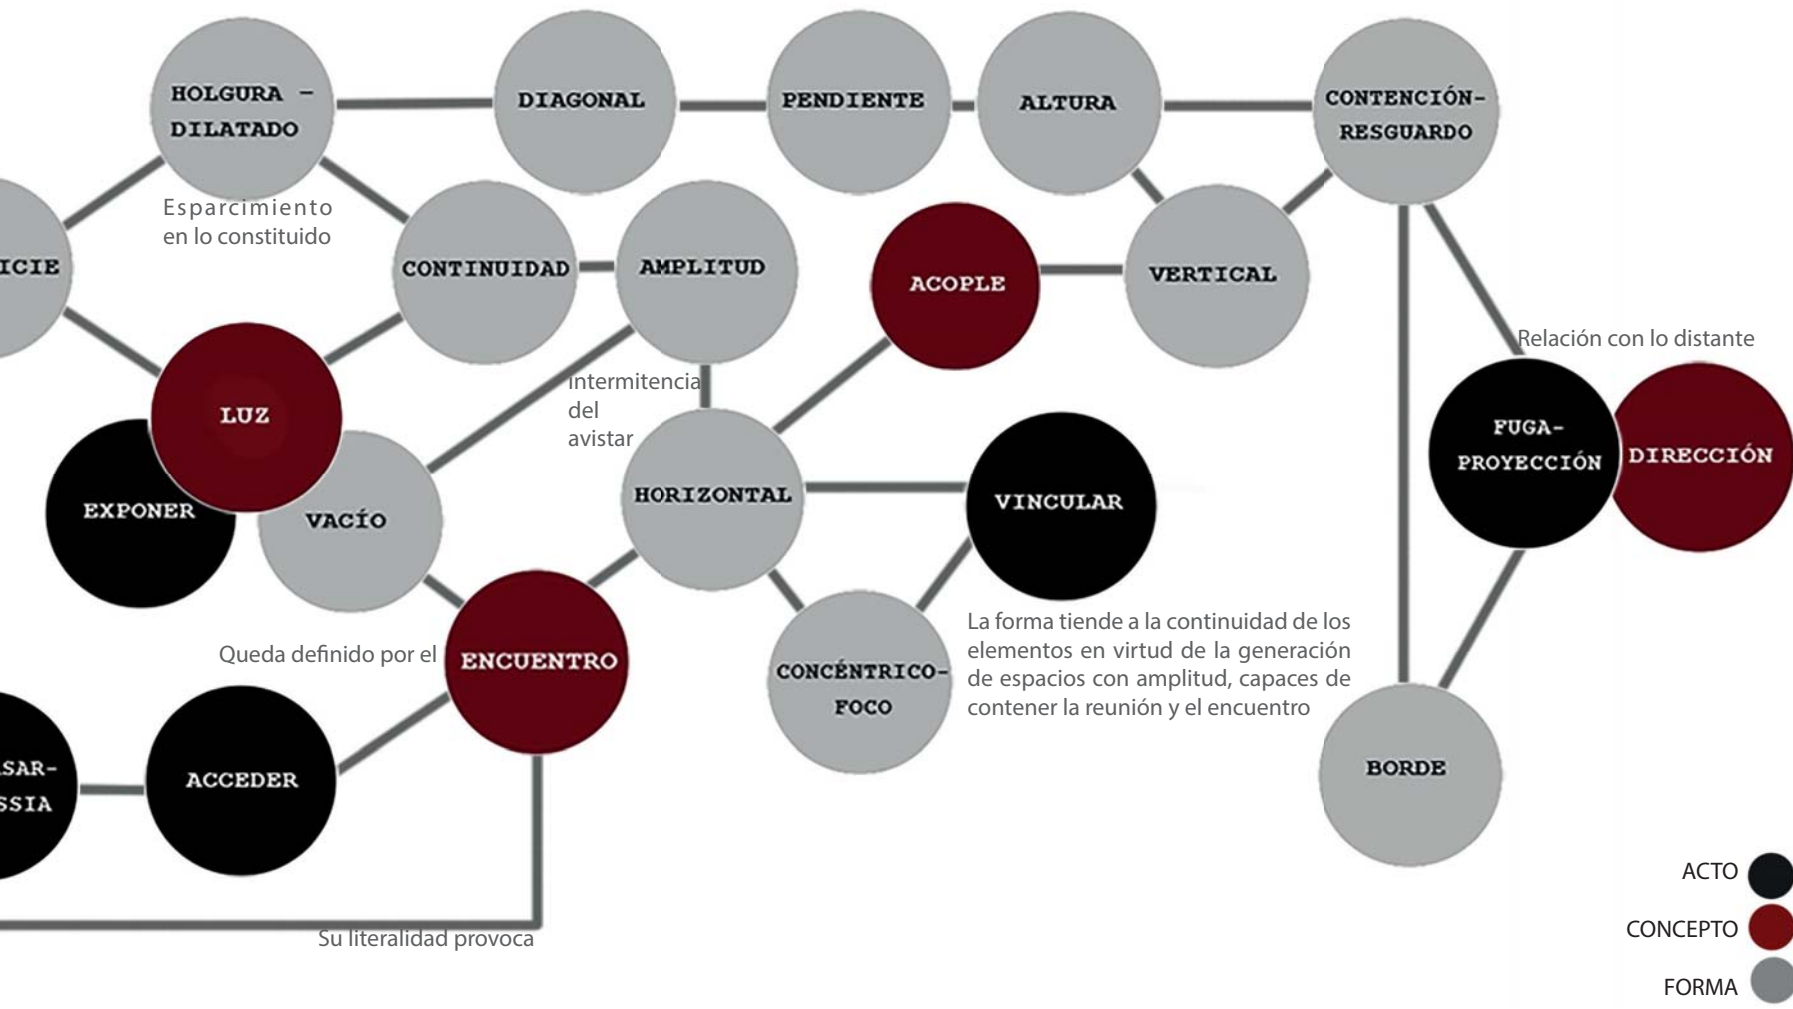 HOLGURA –
DILATADO
DIAGONAL
PENDIENTE
ALTURA
CONTENCIÓN-
RESGUARDO
Esparcimiento
en lo constituido
ICIE
CONTINUIDAD
AMPLITUD
ACOPLE
VERTICAL
Relación con lo distante
LUZ
Intermitencia
del
avistar
FUGA-
PROYECCIÓN
DIRECCIÓN
EXPONER
VACÍO
HORIZONTAL
VINCULAR
La forma tiende a la continuidad de los
elementos en virtud de la generación
de espacios con amplitud, capaces de
contener la reunión y el encuentro
Queda definido por el
ENCUENTRO
CONCÉNTRICO-
FOCO
SAR-
SSIA
ACCEDER
BORDE
Su literalidad provoca
ACTO
CONCEPTO
FORMA